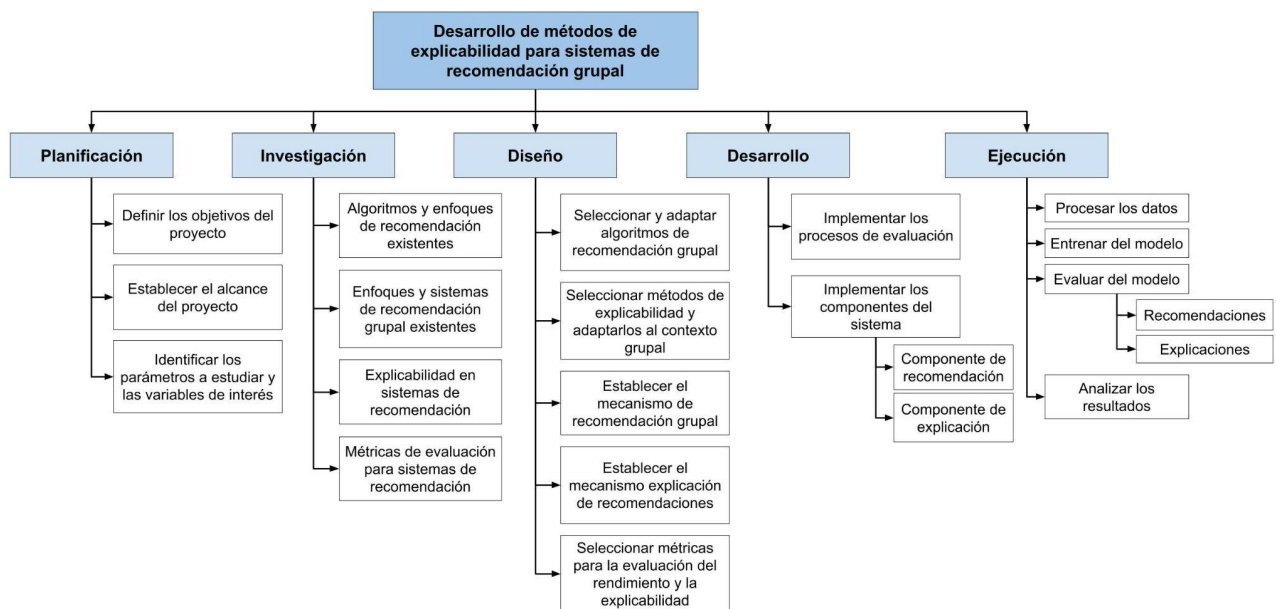 Desarrollo de métodos de
explicabilidad para sistemas de
recomendación grupal
Planificación
Definir los objetivos del
proyecto
Establecer el alcance
del proyecto
Identificar los
parámetros a estudiar y
las variables de interés
Investigación
Algoritmos y enfoques
de recomendación
existentes
Enfoques y sistemas
de recomendación
grupal existentes
Explicabilidad en
sistemas de
recomendación
Métricas de evaluación
para sistemas de
recomendación
Diseño
Seleccionar y adaptar
algoritmos de
recomendación grupal
Seleccionar métodos de
explicabilidad y
adaptarlos al contexto
grupal
Establecer el
mecanismo de
recomendación grupal
Establecer el
mecanismo explicación
de recomendaciones
Seleccionar métricas
para la evaluación del
rendimiento y la
explicabilidad
Desarrollo
Implementar los
procesos de evaluación
Implementar los
componentes del
sistema
Componente de
recomendación
Componente de
explicación
Ejecución
Procesar los datos
Entrenar del modelo
Evaluar del modelo
Recomendaciones
Explicaciones
Analizar los
resultados